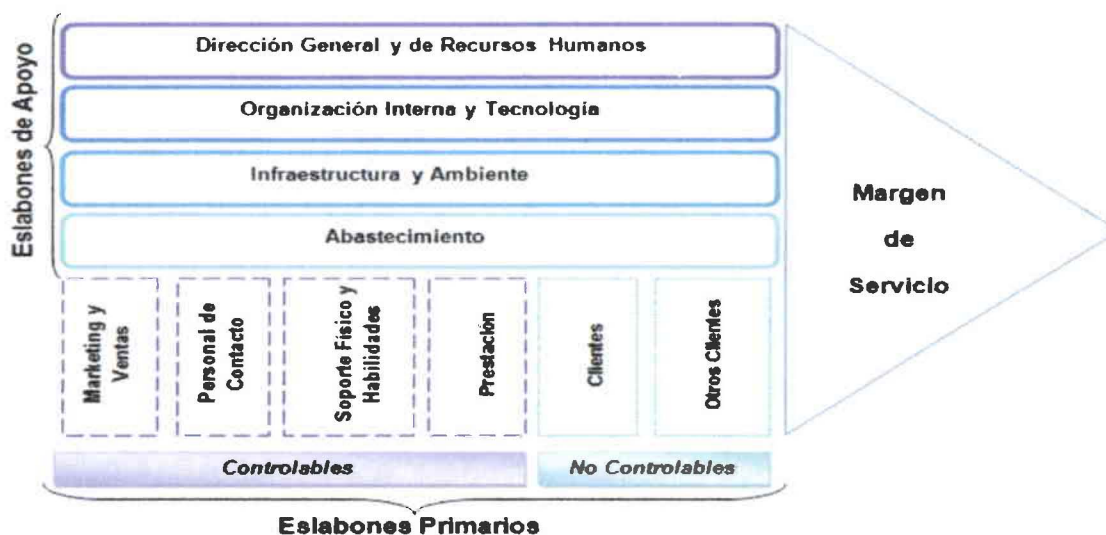 Eslabones de Apoyo
Dirección General y de Recursos Humanos
Organización Interna y Tecnología
Infraestructura y Ambiente
Abastecimiento
Marketing y
Ventas
Personal de
Contacto
Soporte Físico y
Habilidades
Prestación
Clientes
Otros Clientes
Margen
de
Servicio
Controlables
No Controlables
Eslabones Primarios